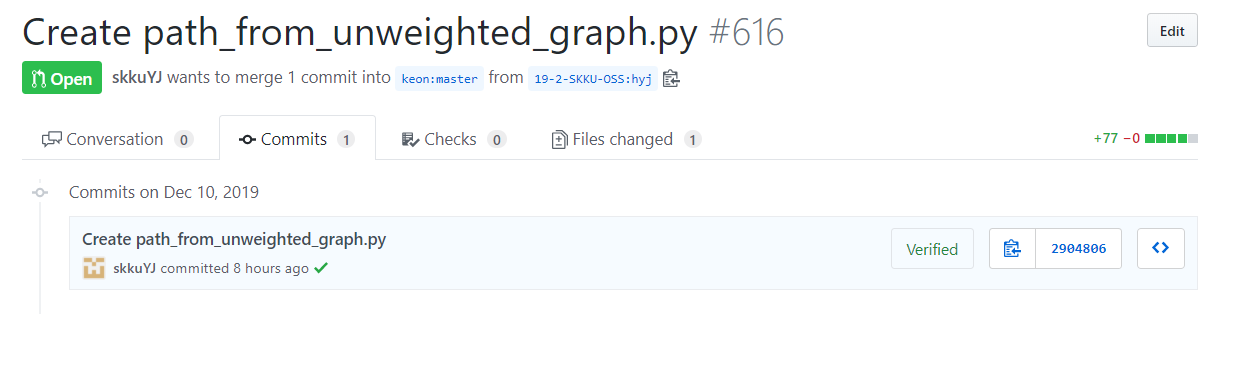 Create path_from_unweighted_graph.py #616
Edit
Open skkuYJ wants to merge 1 commit into keon:master from 19-2-SKKU-OSS:hyj
Conversation 0 Commits 1 Checks 0 Files changed 1 +77 −0
Commits on Dec 10, 2019
Create path_from_unweighted_graph.py
skkuYJ committed 8 hours ago
Verified 2904806